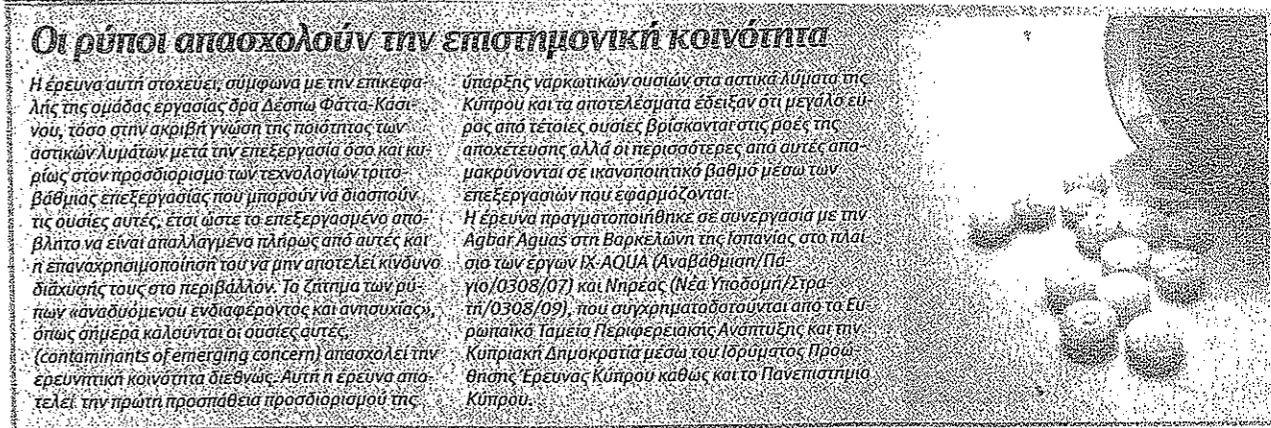 Οι ρύποι απασχολούν την επιστημονική κοινότητα
Η έρευνα αυτή στοχεύει, σύμφωνα με την επικεφα-
λής της ομάδας εργασίας δρα Δέσπω Φάττα-Κάσι-
νου, τόσο στην ακριβή γνώση της ποιότητας των
αστικών λυμάτων μετά την επεξεργασία όσο και κυ-
ρίως στον προσδιορισμό των τεχνολογιών τριτο-
βάθμιας επεξεργασίας που μπορούν να διασπούν
τις ουσίες αυτές, έτσι ώστε το επεξεργασμένο από-
βλητο να είναι απαλλαγμένο πλήρως από αυτές και
η επαναχρησιμοποίησή του να μην αποτελεί κίνδυνο
διάχυσής τους στο περιβάλλον. Το ζήτημα των ρύ-
πων «αναδυόμενου ενδιαφέροντος και ανησυχίας»,
όπως σήμερα καλούνται οι ουσίες αυτές,
(contaminants of emerging concern) απασχολεί την
ερευνητική κοινότητα διεθνώς. Αυτή η έρευνα απο-
τελεί την πρώτη προσπάθεια προσδιορισμού της
ύπαρξης ναρκωτικών ουσιών στα αστικά λύματα της
Κύπρου και τα αποτελέσματα έδειξαν ότι μεγάλο εύ-
ρος από τέτοιες ουσίες βρίσκονται στις ροές της
αποχέτευσης αλλά οι περισσότερες από αυτές απο-
μακρύνονται σε ικανοποιητικό βαθμό μέσω των
επεξεργασιών που εφαρμόζονται.
Η έρευνα πραγματοποιήθηκε σε συνεργασία με την
Agbar Aguas στη Βαρκελώνη της Ισπανίας στο πλαί-
σιο των έργων IX-AQUA (Αναβάθμιση/Πά-
γιο/0308/07) και Νηρέας (Νέα Υποδομή/Στρα-
τη/0308/09), που συγχρηματοδοτούνται από το Ευ-
ρωπαϊκό Ταμείο Περιφερειακής Ανάπτυξης και την
Κυπριακή Δημοκρατία μέσω του Ιδρύματος Προώ-
θησης Έρευνας Κύπρου καθώς και το Πανεπιστήμιο
Κύπρου.